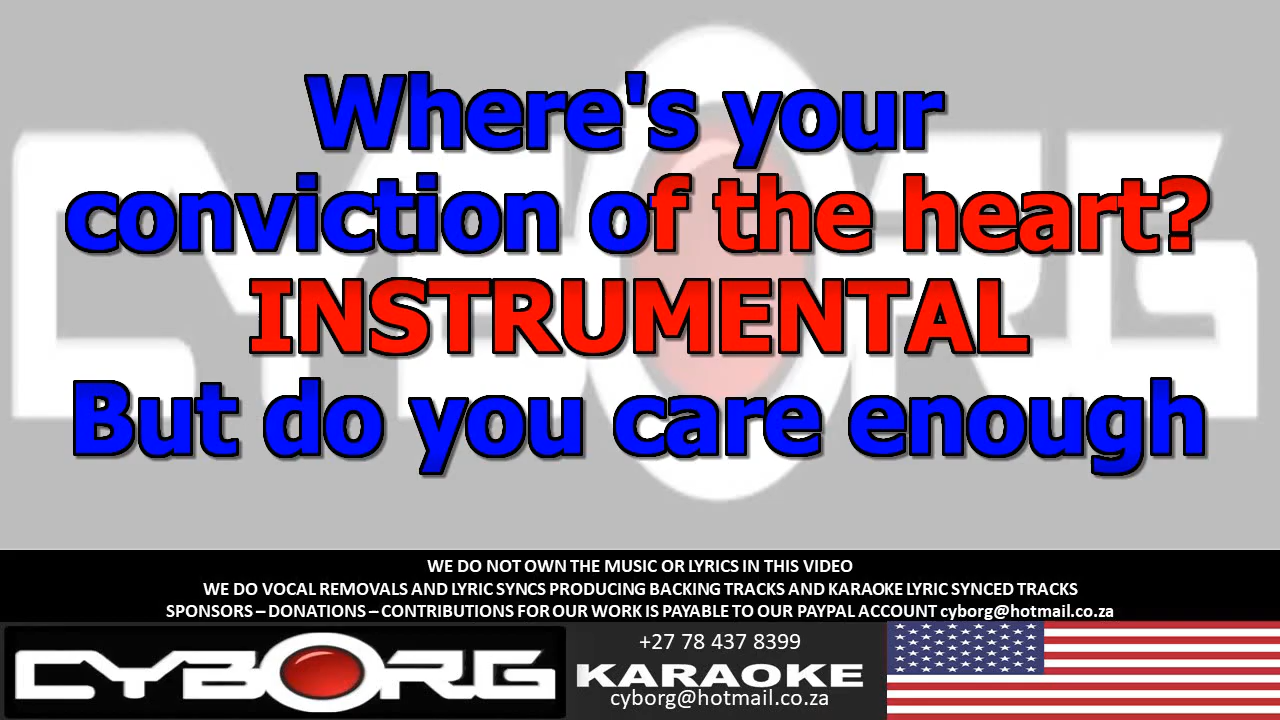 Where's your
conviction of the heart?
INSTRUMENTAL
But do you care enough
WE DO NOT OWN THE MUSIC OR LYRICS IN THIS VIDEO
WE DO VOCAL REMOVALS AND LYRIC SYNCS PRODUCING BACKING TRACKS AND KARAOKE LYRIC SYNCED TRACKS
SPONSORS – DONATIONS – CONTRIBUTIONS FOR OUR WORK IS PAYABLE TO OUR PAYPAL ACCOUNT cyborg@hotmail.co.za
CYBORG
+27 78 437 8399
KARAOKE
cyborg@hotmail.co.za